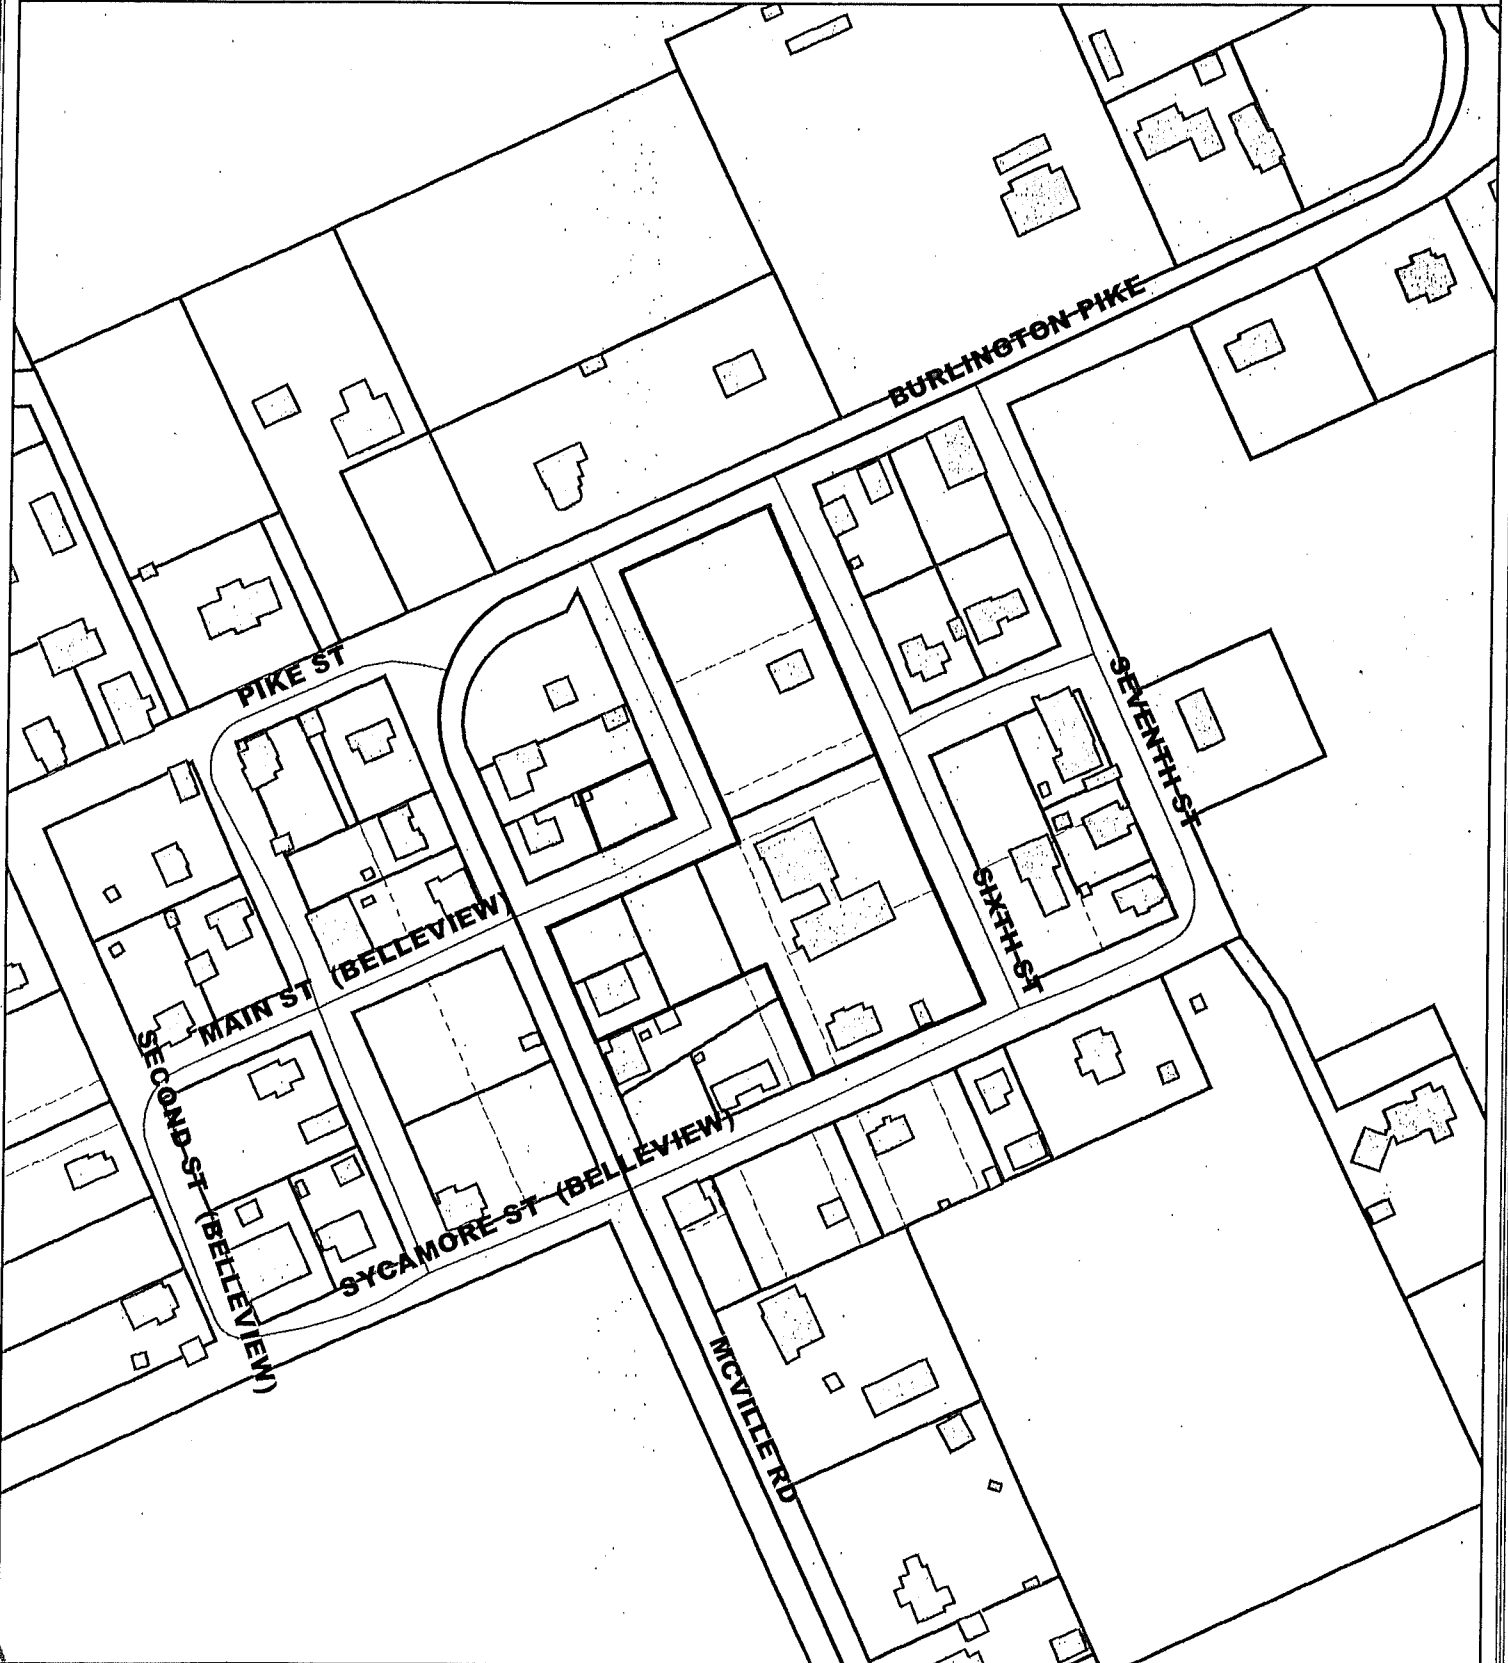 BURLINGTON PIKE
PIKE ST
SEVENTH ST
SIXTH ST
MAIN ST (BELLEVIEW)
SECOND ST (BELLEVIEW)
SYCAMORE ST (BELLEVIEW)
MCVILLE RD